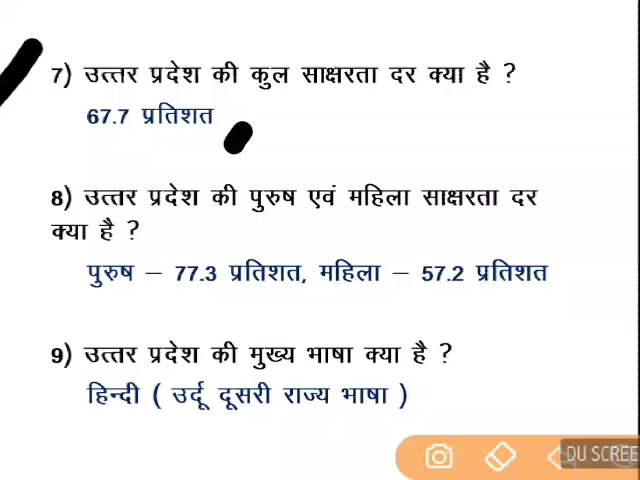 7) उत्तर प्रदेश की कुल साक्षरता दर क्या है ?
67.7 प्रतिशत
8) उत्तर प्रदेश की पुरुष एवं महिला साक्षरता दर
क्या है ?
पुरुष – 77.3 प्रतिशत, महिला – 57.2 प्रतिशत
9) उत्तर प्रदेश की मुख्य भाषा क्या है ?
हिन्दी ( उर्दू दूसरी राज्य भाषा )
DU SCREE